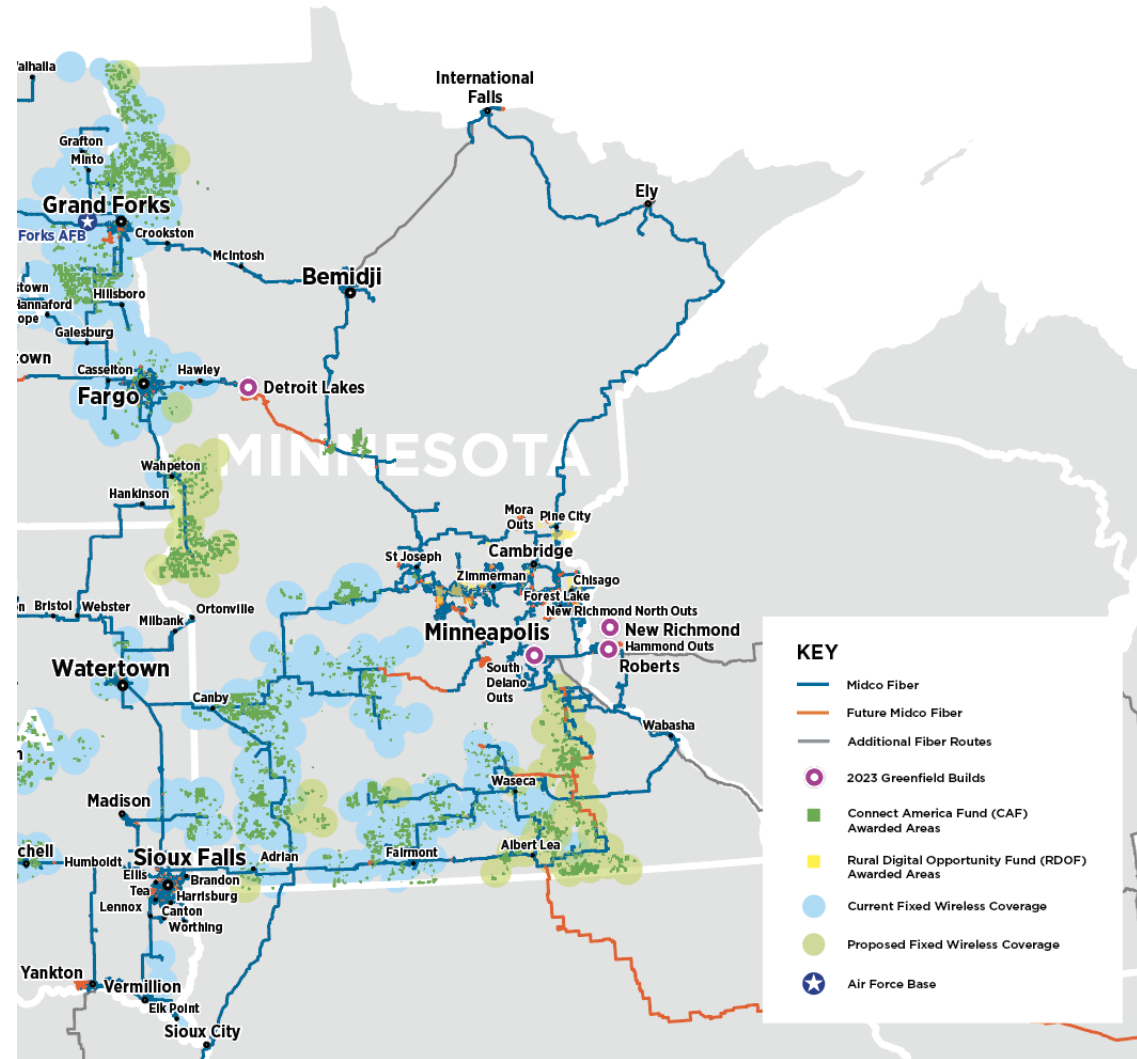 International
Falls
alhalla
Grafton
Minto
Grand Forks
Forks AFB
Crookston
Ely
McIntosh
Bemidji
stown
Hannaford
ope
Hillsboro
Galesburg
town
Casselton
Hawley
Fargo
Detroit Lakes
MINNESOTA
Wahpeton
Hankinson
Mora
Outs
Pine City
St Joseph
Cambridge
Zimmerman
Chisago
Forest Lake
n
Bristol
Webster
Ortonville
Milbank
New Richmond North Outs
Minneapolis
New Richmond
Hammond Outs
Roberts
South
Delano
Outs
Watertown
Canby
Wabasha
A
n
Waseca
Madison
Albert Lea
chell
Humboldt
Sioux Falls
Adrian
Fairmont
Ellis
Brandon
Tea
Harrisburg
Lennox
Canton
Worthing
Yankton
Vermillion
Elk Point
Sioux City
KEY
Midco Fiber
Future Midco Fiber
Additional Fiber Routes
2023 Greenfield Builds
Connect America Fund (CAF)
Awarded Areas
Rural Digital Opportunity Fund (RDOF)
Awarded Areas
Current Fixed Wireless Coverage
Proposed Fixed Wireless Coverage
Air Force Base